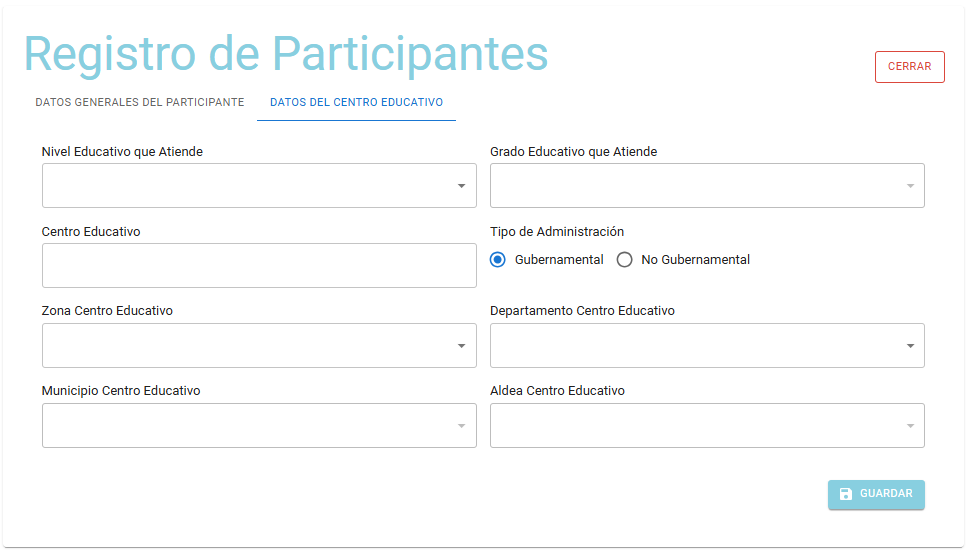 Registro de Participantes
CERRAR
DATOS GENERALES DEL PARTICIPANTE
DATOS DEL CENTRO EDUCATIVO
Nivel Educativo que Atiende
Grado Educativo que Atiende
Centro Educativo
Tipo de Administración
Gubernamental
No Gubernamental
Zona Centro Educativo
Departamento Centro Educativo
Municipio Centro Educativo
Aldea Centro Educativo
GUARDAR